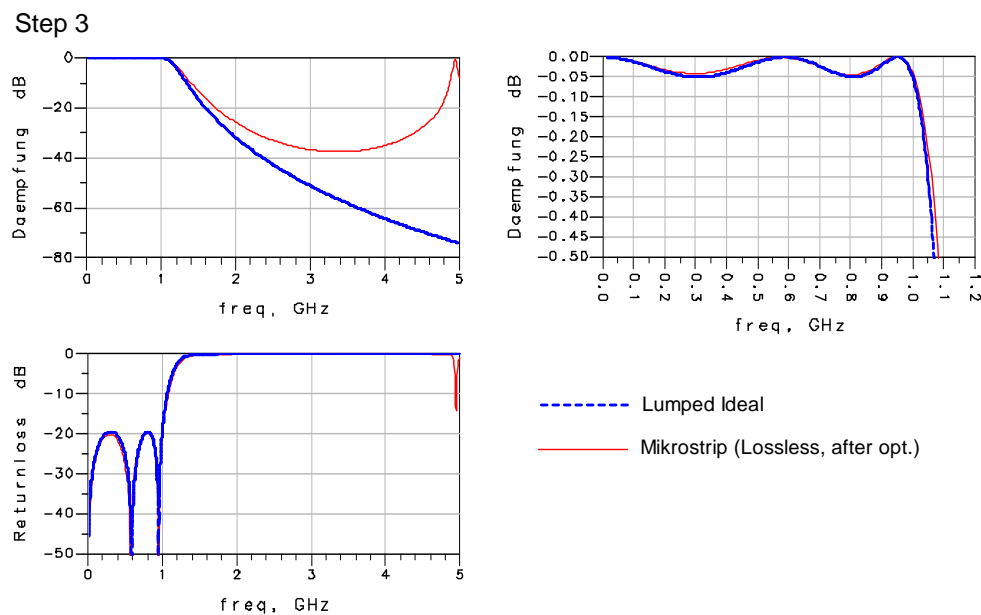 Step 3
0
-20
-40
-60
-80
Daempfung dB
0 1 2 3 4 5
freq, GHz
0.00
-0.05
-0.10
-0.15
-0.20
-0.25
-0.30
-0.35
-0.40
-0.45
-0.50
Daempfung dB
0.0 0.1 0.2 0.3 0.4 0.5 0.6 0.7 0.8 0.9 1.0 1.1 1.2
freq, GHz
0
-10
-20
-30
-40
-50
Returnloss dB
0 1 2 3 4 5
freq, GHz
Lumped Ideal
Mikrostrip (Lossless, after opt.)